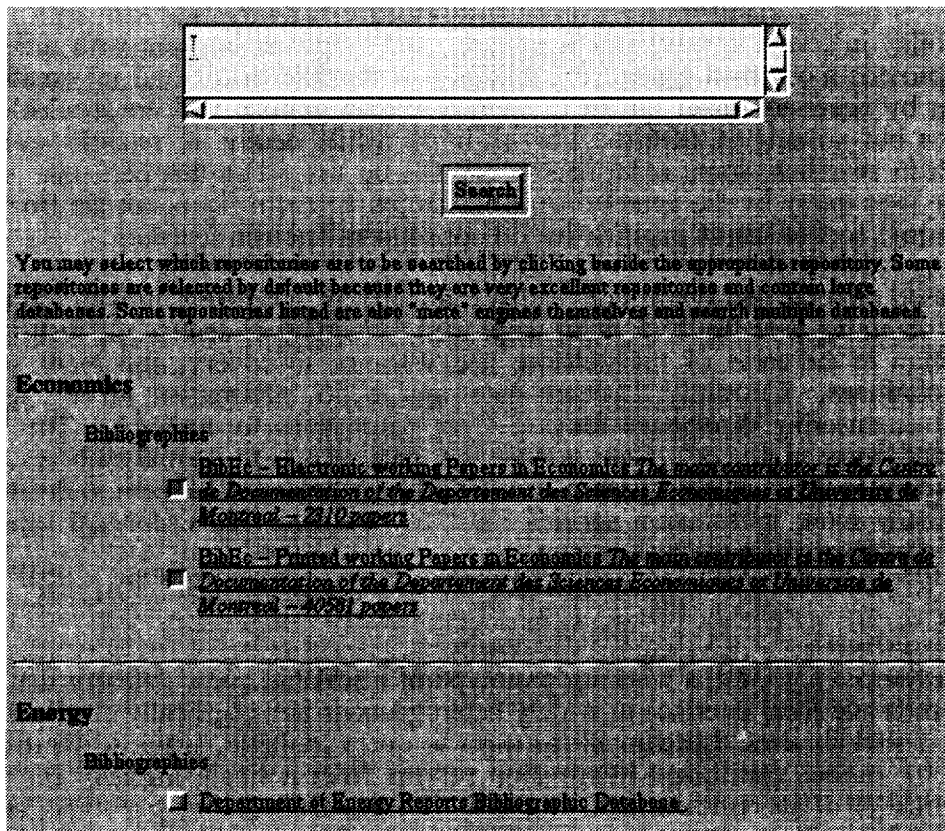 Search
You may select which repositories are to be searched by clicking beside the appropriate repository. Some
repositories are selected by default because they are very excellent repositories and contain large
databases. Some repositories listed are also "meta" engines themselves and search multiple databases.
Economics
Bibliographies
BibEc – Electronic working Papers in Economics The main contributor is the Centre
de Documentation of the Departement des Sciences Economiques at Universite de
Montreal – 2310 papers
BibEc – Printed working Papers in Economics The main contributor is the Centre de
Documentation of the Departement des Sciences Economiques at Universite de
Montreal – 40581 papers
Energy
Bibliographies
Department of Energy Reports Bibliographic Database.